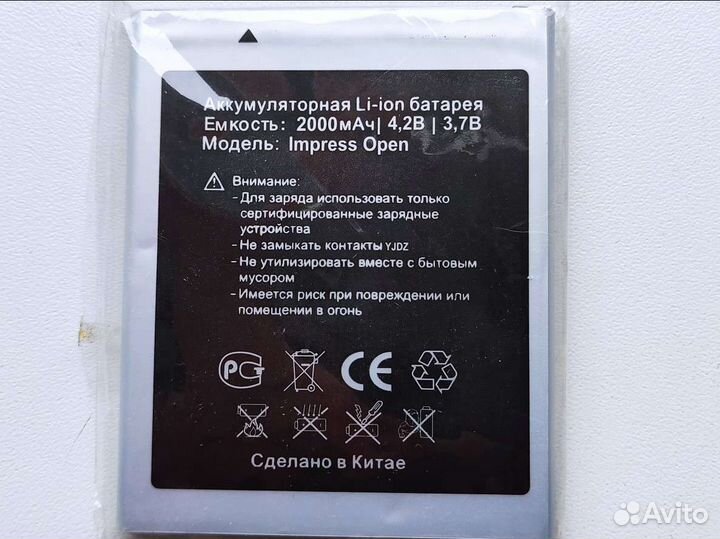 Аккумуляторная Li-ion батарея
Емкость: 2000мАч| 4,2В | 3,7В
Модель: Impress Open
Внимание:
- Для заряда использовать только
сертифицированные зарядные
устройства
- Не замыкать контакты YJDZ
- Не утилизировать вместе с бытовым
мусором
- Имеется риск при повреждении или
помещении в огонь
РСТ
CE
Сделано в Китае
Avito